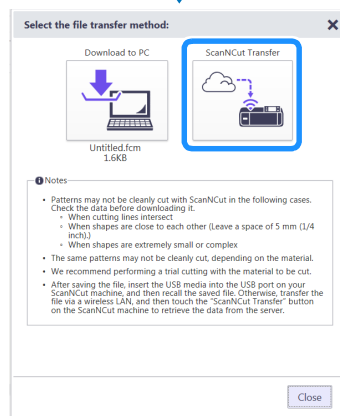 Select the file transfer method:
Download to PC
ScanNCut Transfer
Untitled.fcm
1.6KB
Notes
• Patterns may not be cleanly cut with ScanNCut in the following cases.
Check the data before downloading it.
◦ When cutting lines intersect
◦ When shapes are close to each other (Leave a space of 5 mm (1/4
inch).)
◦ When shapes are extremely small or complex
• The same patterns may not be cleanly cut, depending on the material.
• We recommend performing a trial cutting with the material to be cut.
• After saving the file, insert the USB media into the USB port on your
ScanNCut machine, and then recall the saved file. Otherwise, transfer the
file via a wireless LAN, and then touch the “ScanNCut Transfer” button
on the ScanNCut machine to retrieve the data from the server.
Close